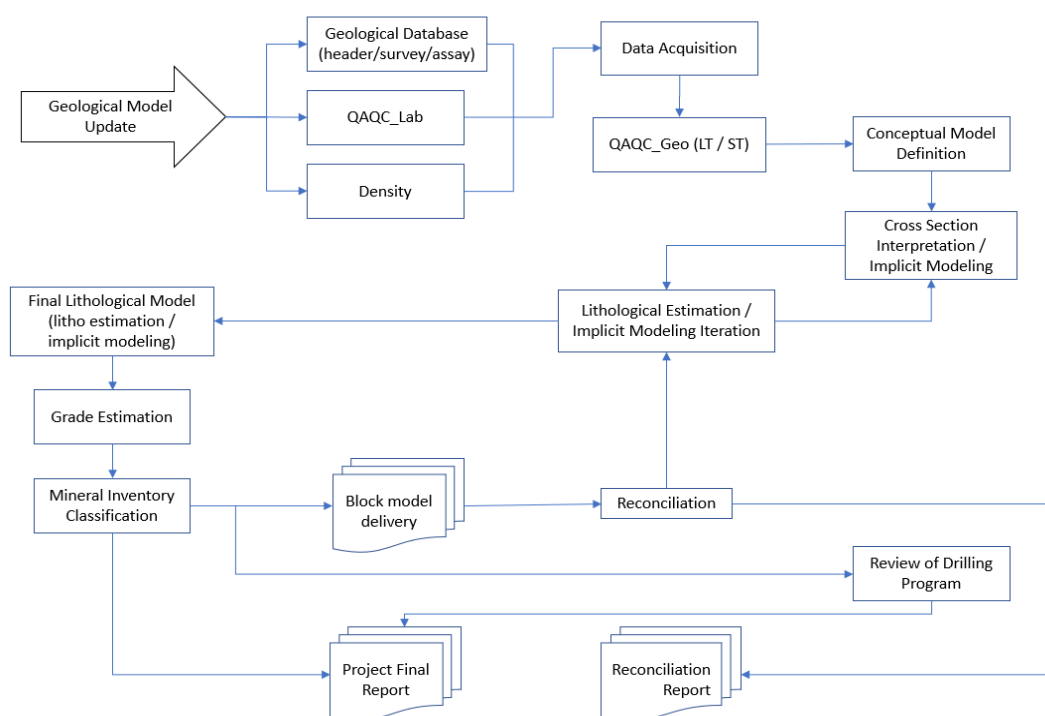 Geological Database
(header/survey/assay)
Data Acquisition
Geological Model
Update
QAQC_Lab
QAQC_Geo (LT / ST)
Conceptual Model
Definition
Density
Cross Section
Interpretation /
Implicit Modeling
Final Lithological Model
(litho estimation /
implicit modeling)
Lithological Estimation /
Implicit Modeling Iteration
Grade Estimation
Mineral Inventory
Classification
Block model
delivery
Reconciliation
Review of Drilling
Program
Project Final
Report
Reconciliation
Report